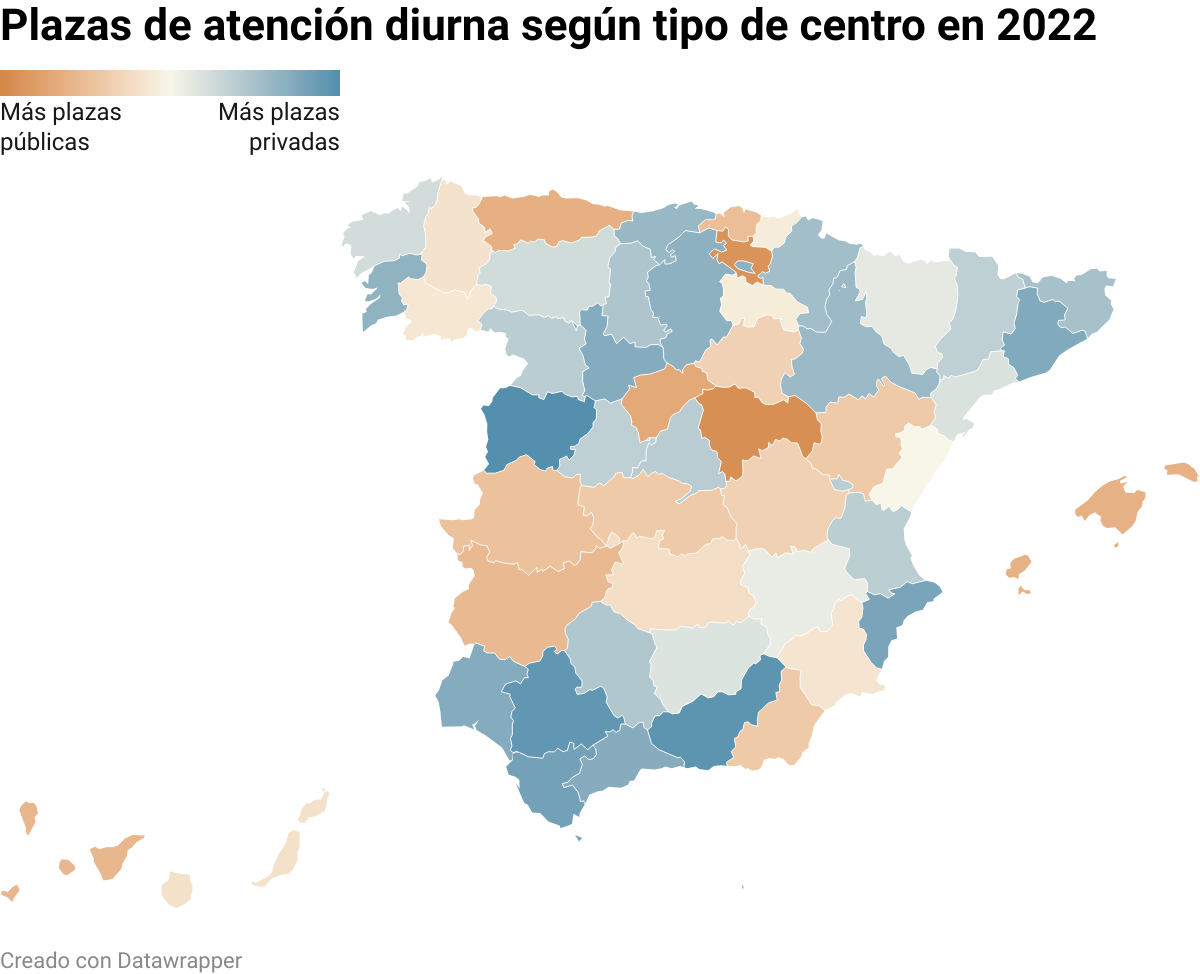 Plazas de atención diurna según tipo de centro en 2022
Más plazas públicas
Más plazas privadas
Creado con Datawrapper